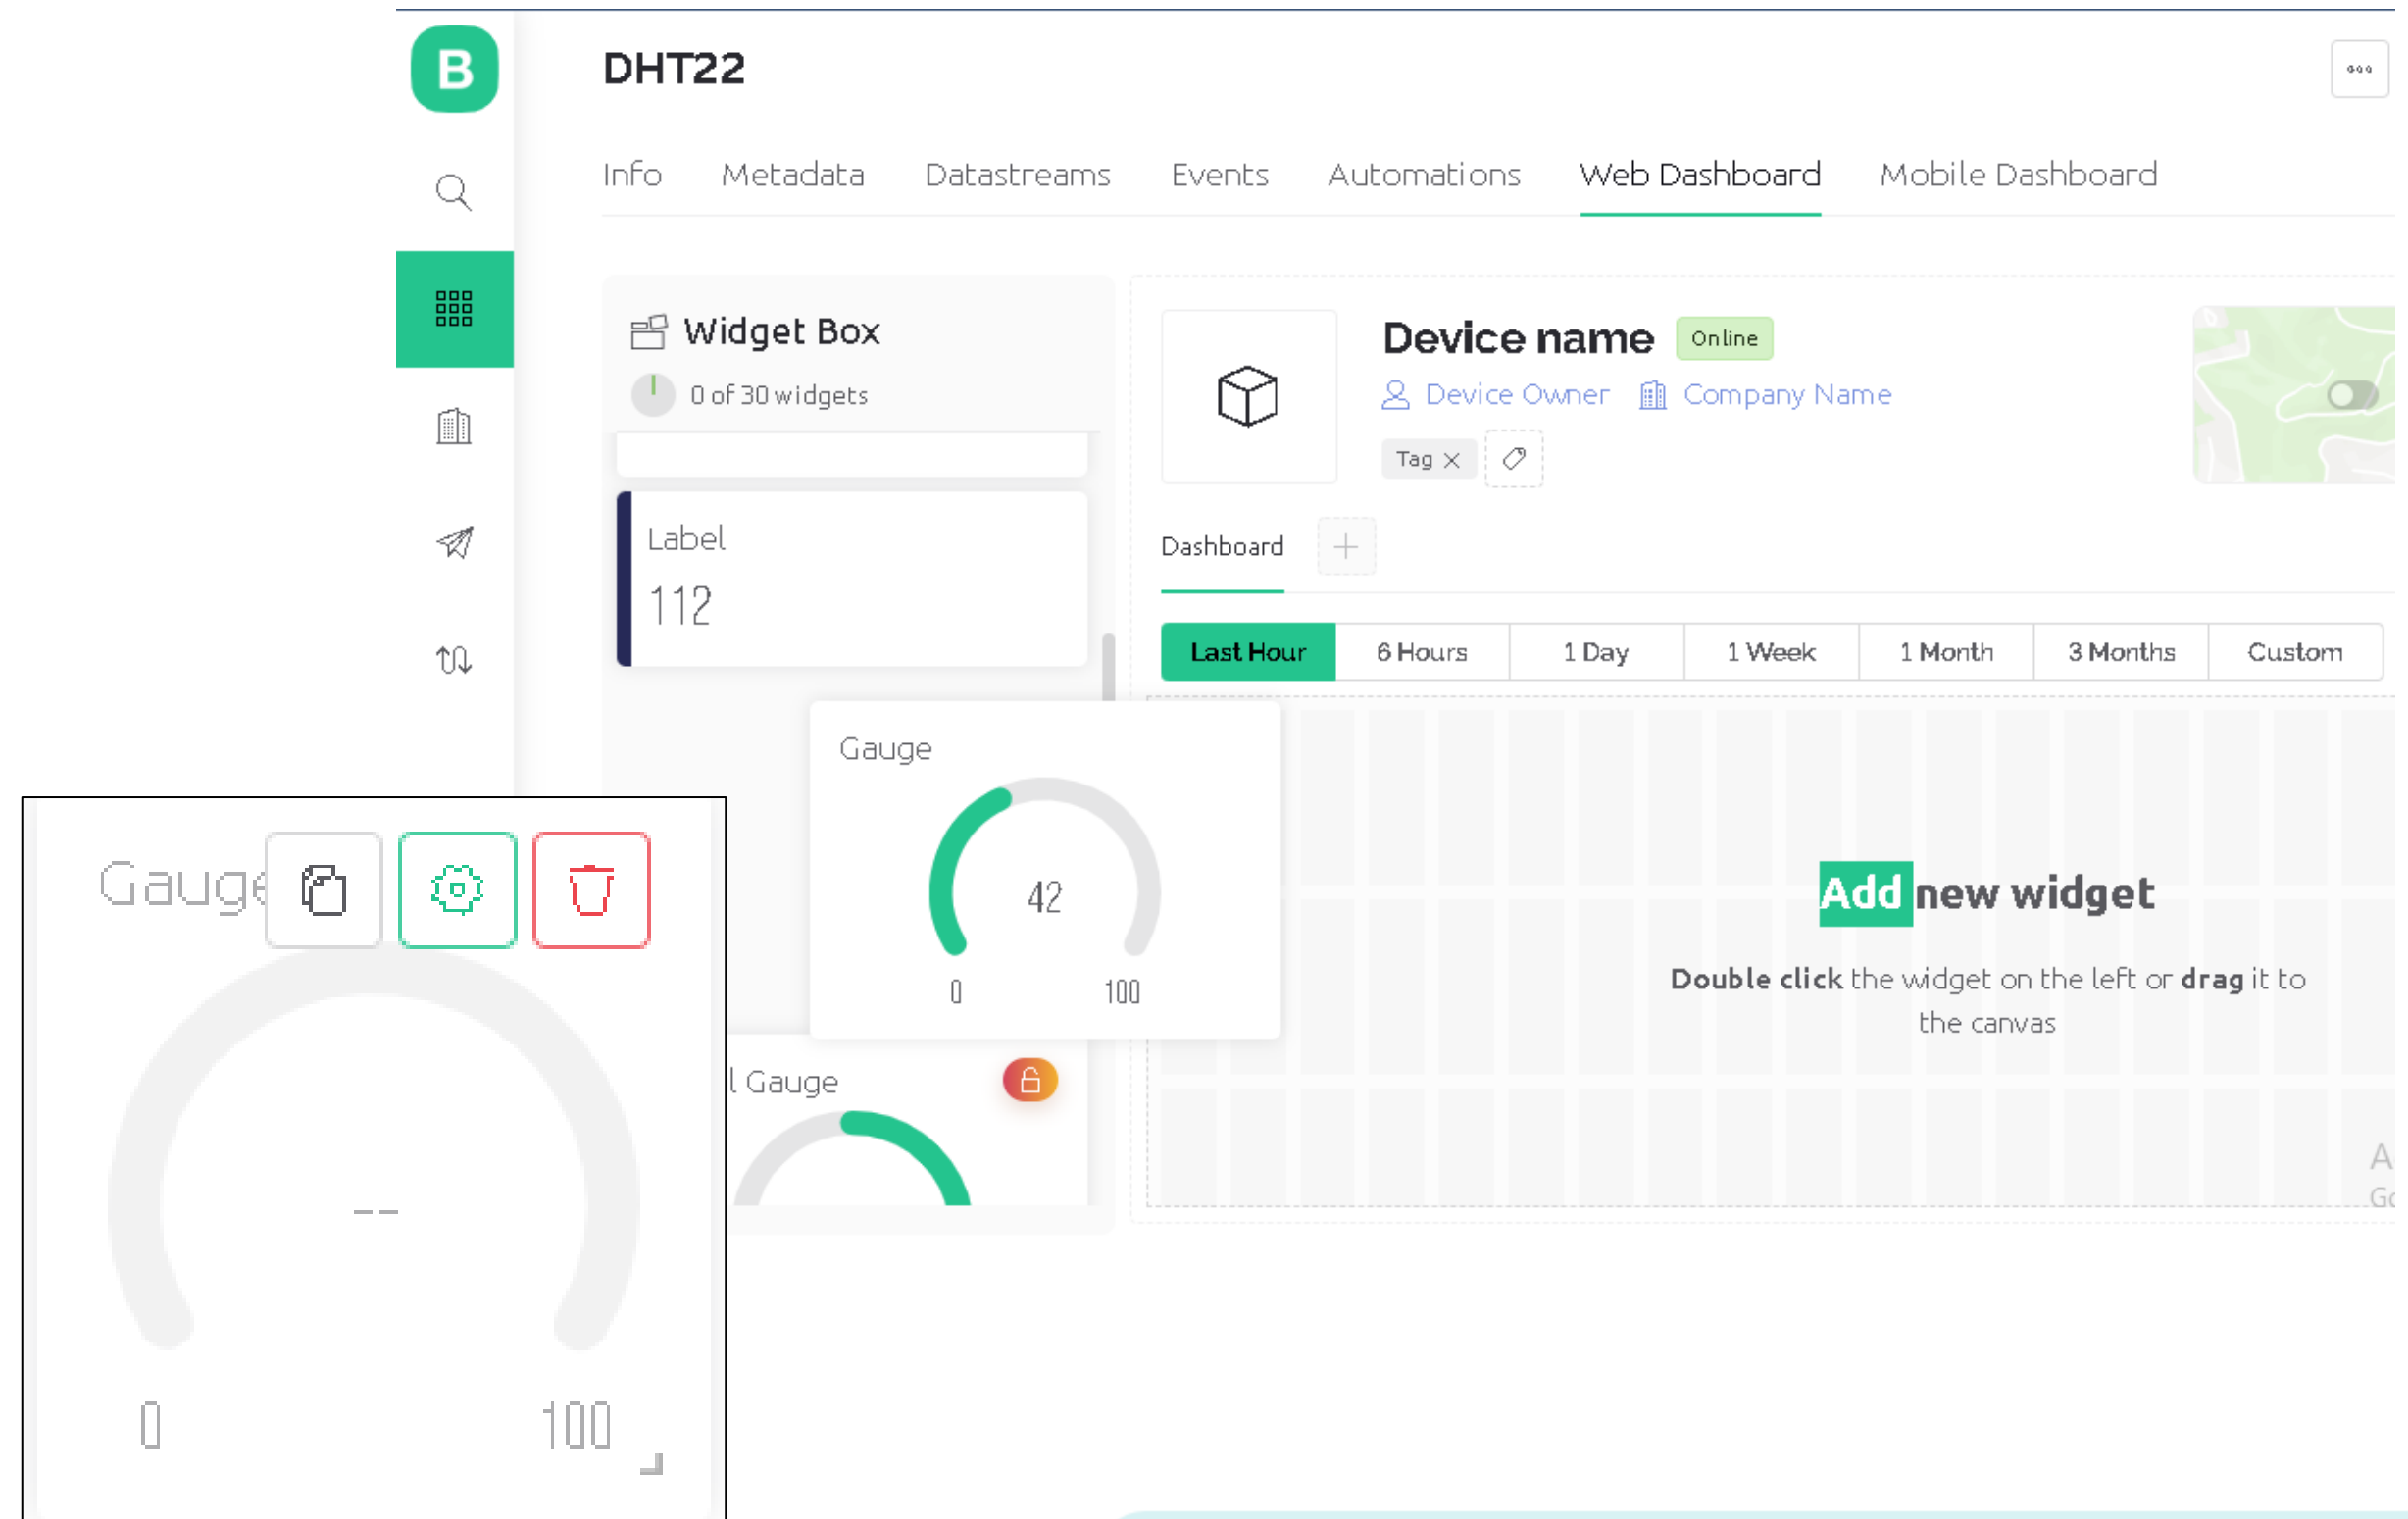 B
DHT22
Info Metadata Datastreams Events Automations Web Dashboard Mobile Dashboard
Widget Box
0 of 30 widgets
Device name Online
Device Owner Company Name
Tag
Label
112
Dashboard
Last Hour 6 Hours 1 Day 1 Week 1 Month 3 Months Custom
Gauge
42
0 100
Add new widget
Double click the widget on the left or drag it to
the canvas
l Gauge
Gauge
--
0 100